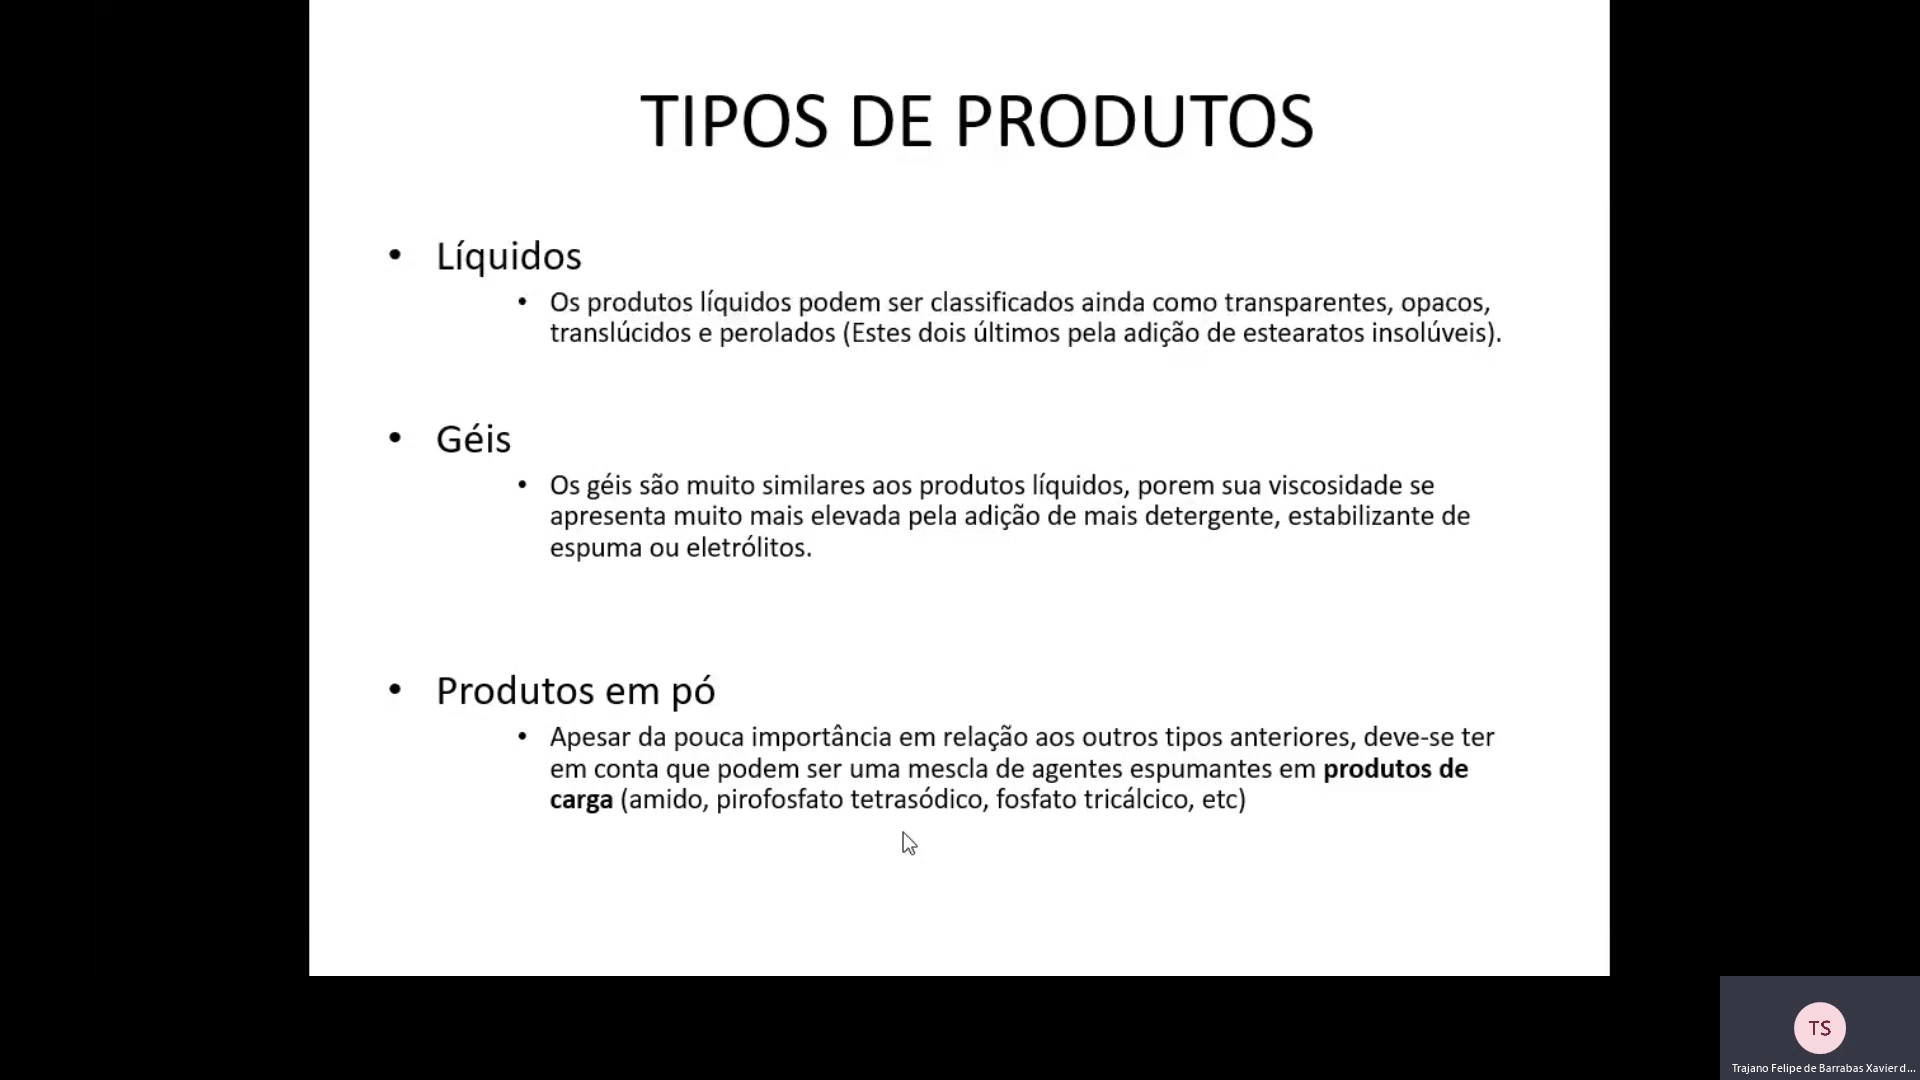 TIPOS DE PRODUTOS
• Líquidos
• Os produtos líquidos podem ser classificados ainda como transparentes, opacos,
translúcidos e perolados (Estes dois últimos pela adição de estearatos insolúveis).
• Géis
• Os géis são muito similares aos produtos líquidos, porem sua viscosidade se
apresenta muito mais elevada pela adição de mais detergente, estabilizante de
espuma ou eletrólitos.
• Produtos em pó
• Apesar da pouca importância em relação aos outros tipos anteriores, deve-se ter
em conta que podem ser uma mescla de agentes espumantes em produtos de
carga (amido, pirofosfato tetrasódico, fosfato tricálcico, etc)
TS
Trajano Felipe de Barrabas Xavier d...